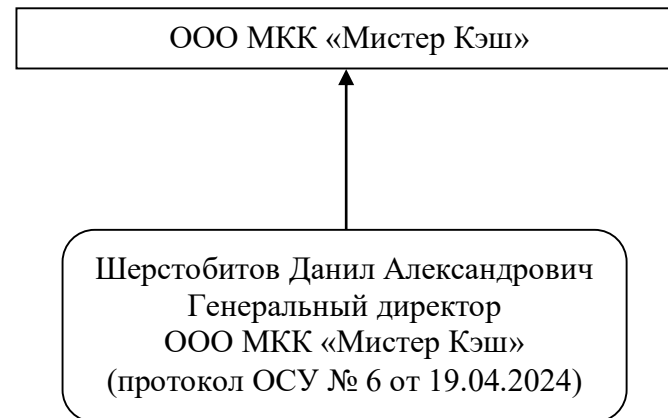 ООО МКК «Мистер Кэш»
Шерстобитов Данил Александрович
Генеральный директор
ООО МКК «Мистер Кэш»
(протокол ОСУ № 6 от 19.04.2024)